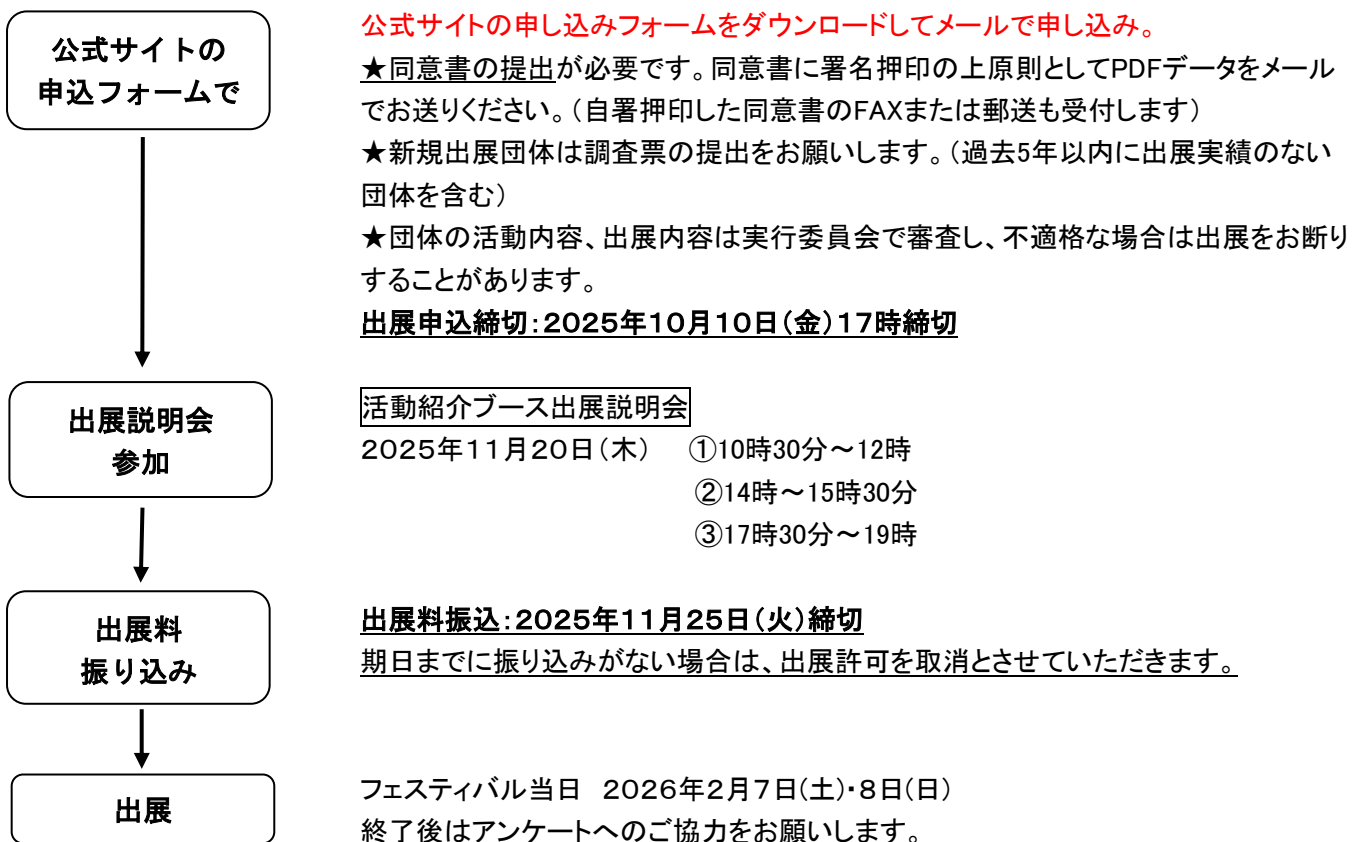 公式サイトの
申込フォームで
公式サイトの申し込みフォームをダウンロードしてメールで申し込み。
★同意書の提出が必要です。同意書に署名押印の上原則としてPDFデータをメール
でお送りください。（自署押印した同意書のFAXまたは郵送も受付します）
★新規出展団体は調査票の提出をお願いします。（過去5年以内に出展実績のない
団体を含む）
★団体の活動内容、出展内容は実行委員会で審査し、不適格な場合は出展をお断り
することがあります。
出展申込締切：２０２５年１０月１０日（金）１７時締切
出展説明会
参加
活動紹介ブース出展説明会
２０２５年１１月２０日（木）　①10時30分～12時
②14時～15時30分
③17時30分～19時
出展料
振り込み
出展料振込：２０２５年１１月２５日（火）締切
期日までに振り込みがない場合は、出展許可を取消とさせていただきます。
出展
フェスティバル当日　２０２６年２月７日(土)・８日(日)
終了後はアンケートへのご協力をお願いします。